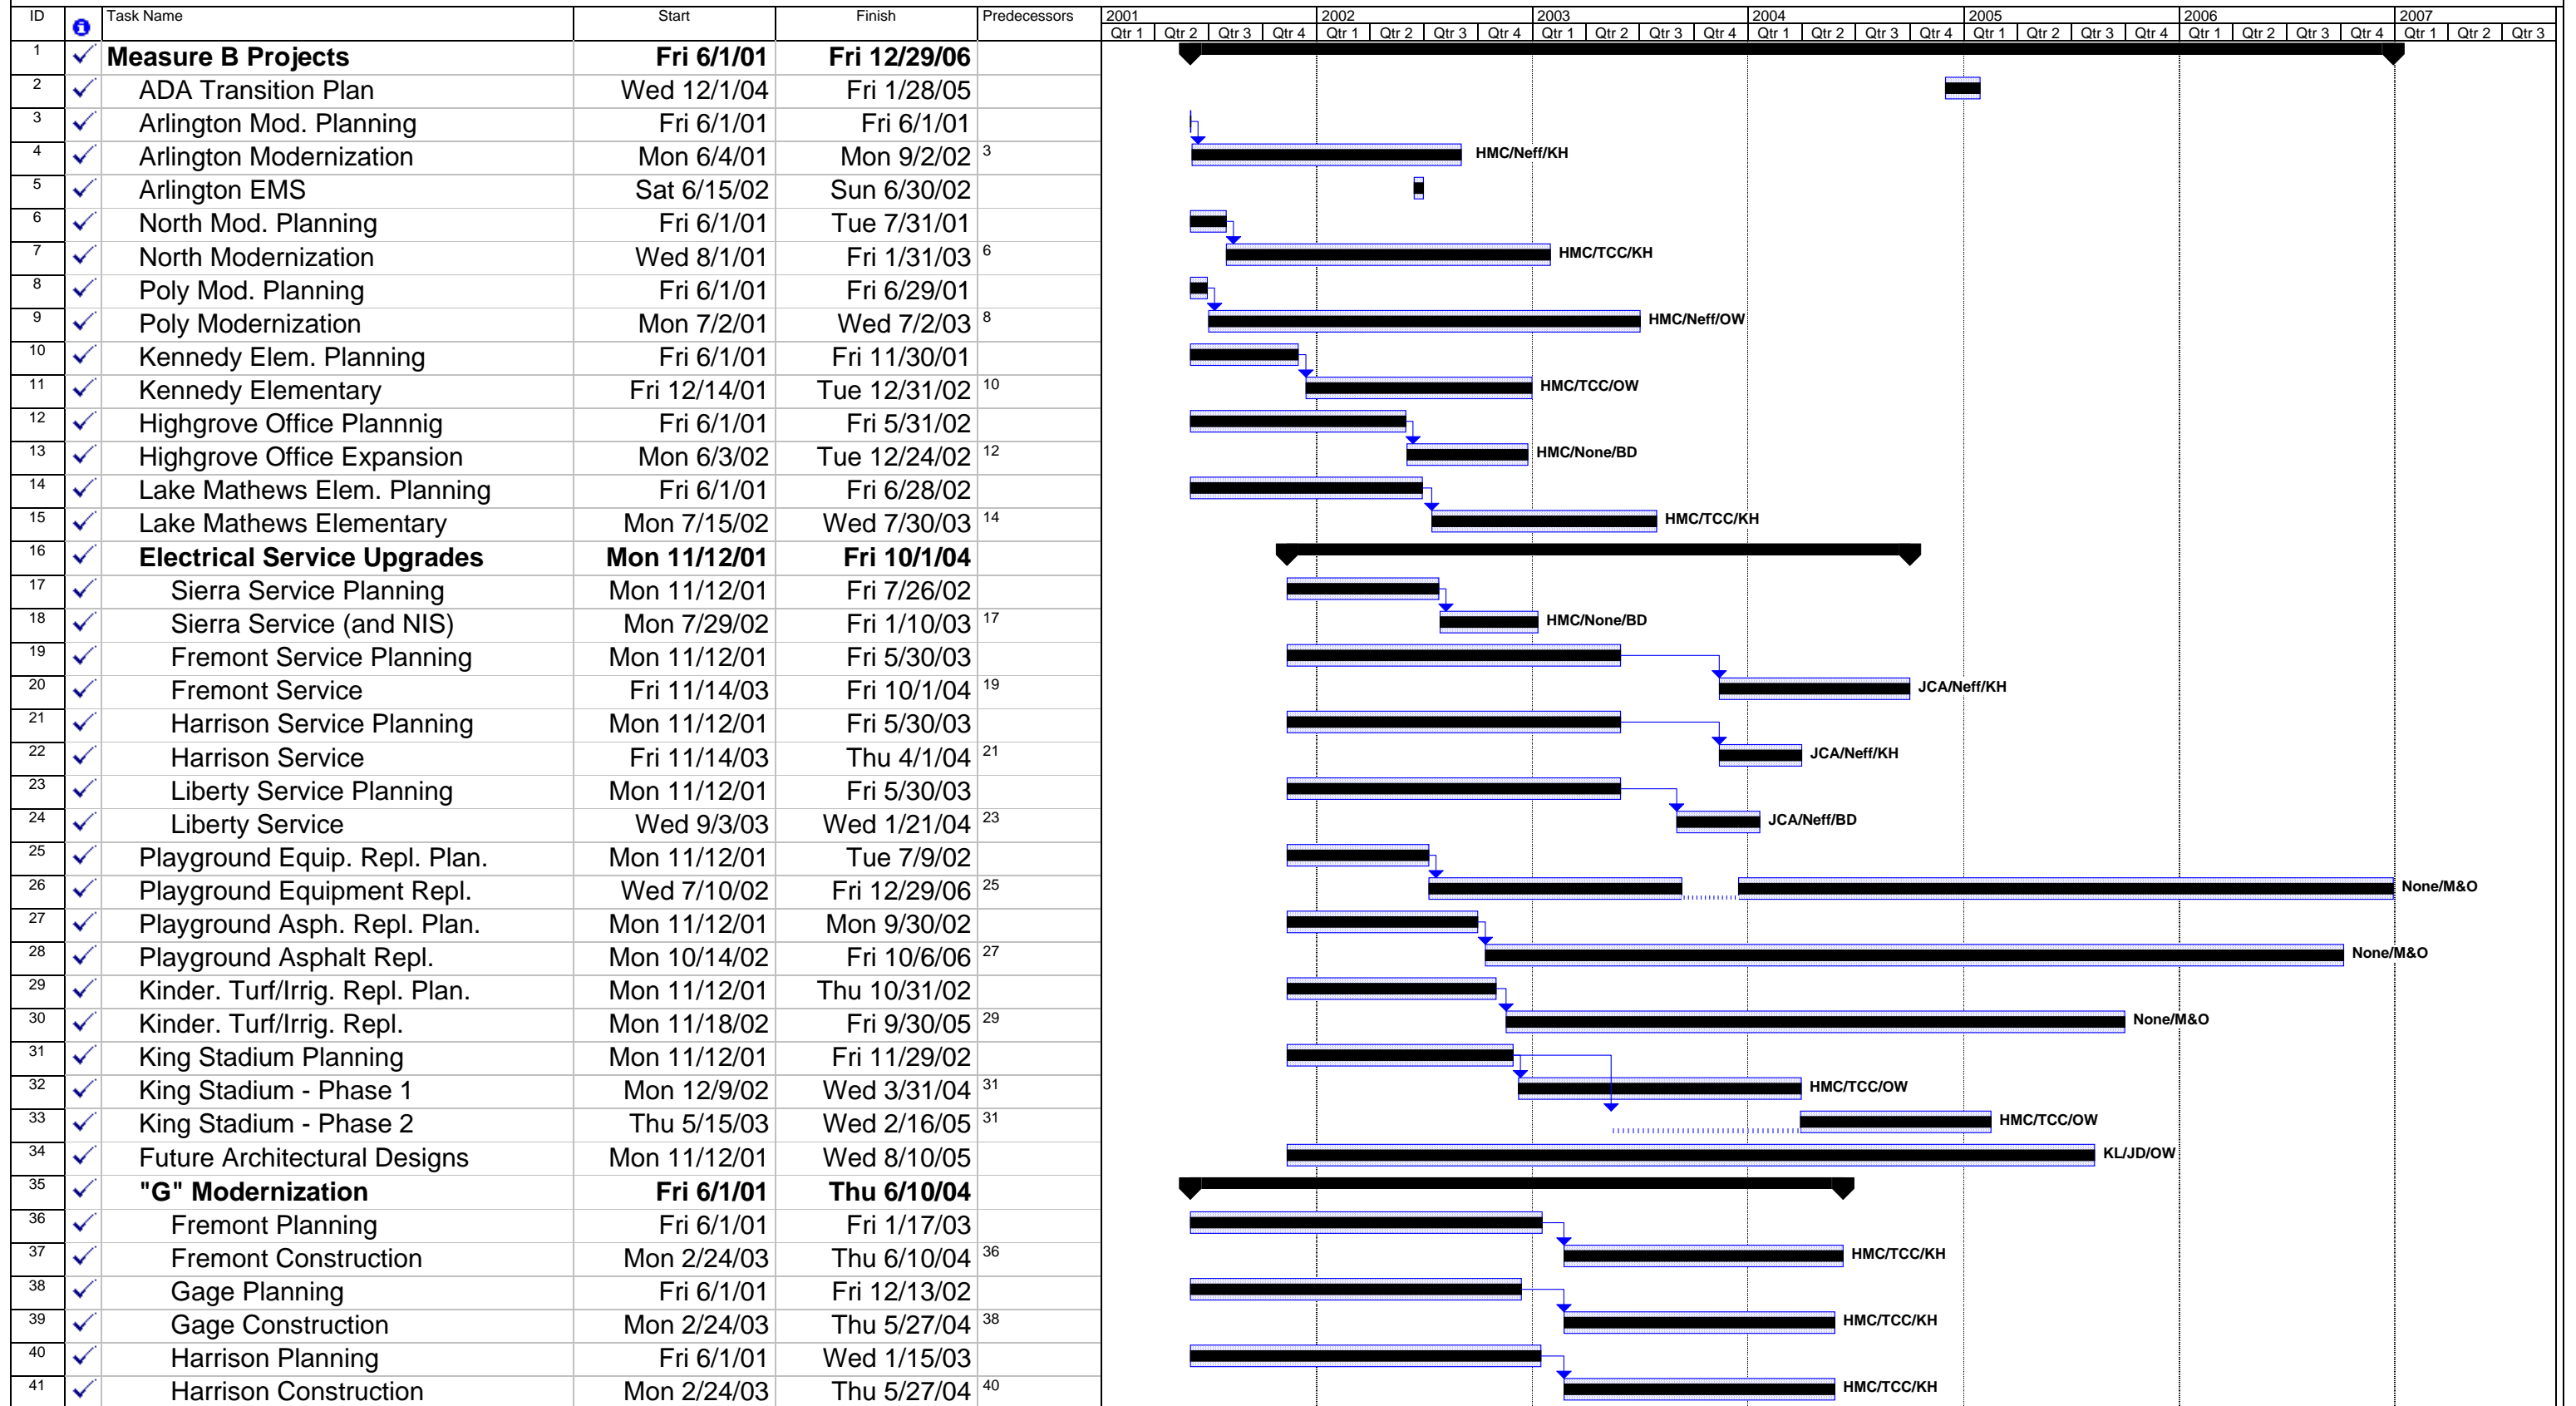 ID Task Name Start Finish Predecessors 2001 2002 2003 2004 2005 2006 2007
Qtr 1 Qtr 2 Qtr 3 Qtr 4 Qtr 1 Qtr 2 Qtr 3 Qtr 4 Qtr 1 Qtr 2 Qtr 3 Qtr 4 Qtr 1 Qtr 2 Qtr 3 Qtr 4 Qtr 1 Qtr 2 Qtr 3 Qtr 4 Qtr 1 Qtr 2 Qtr 3 Qtr 4 Qtr 1 Qtr 2 Qtr 3
1 Measure B Projects Fri 6/1/01 Fri 12/29/06
2 ADA Transition Plan Wed 12/1/04 Fri 1/28/05
3 Arlington Mod. Planning Fri 6/1/01 Fri 6/1/01
4 Arlington Modernization Mon 6/4/01 Mon 9/2/02 3 HMC/Neff/KH
5 Arlington EMS Sat 6/15/02 Sun 6/30/02
6 North Mod. Planning Fri 6/1/01 Tue 7/31/01
7 North Modernization Wed 8/1/01 Fri 1/31/03 6 HMC/TCC/KH
8 Poly Mod. Planning Fri 6/1/01 Fri 6/29/01
9 Poly Modernization Mon 7/2/01 Wed 7/2/03 8 HMC/Neff/OW
10 Kennedy Elem. Planning Fri 6/1/01 Fri 11/30/01
11 Kennedy Elementary Fri 12/14/01 Tue 12/31/02 10 HMC/TCC/OW
12 Highgrove Office Plannnig Fri 6/1/01 Fri 5/31/02
13 Highgrove Office Expansion Mon 6/3/02 Tue 12/24/02 12 HMC/None/BD
14 Lake Mathews Elem. Planning Fri 6/1/01 Fri 6/28/02
15 Lake Mathews Elementary Mon 7/15/02 Wed 7/30/03 14 HMC/TCC/KH
16 Electrical Service Upgrades Mon 11/12/01 Fri 10/1/04
17 Sierra Service Planning Mon 11/12/01 Fri 7/26/02
18 Sierra Service (and NIS) Mon 7/29/02 Fri 1/10/03 17 HMC/None/BD
19 Fremont Service Planning Mon 11/12/01 Fri 5/30/03
20 Fremont Service Fri 11/14/03 Fri 10/1/04 19 JCA/Neff/KH
21 Harrison Service Planning Mon 11/12/01 Fri 5/30/03
22 Harrison Service Fri 11/14/03 Thu 4/1/04 21 JCA/Neff/KH
23 Liberty Service Planning Mon 11/12/01 Fri 5/30/03
24 Liberty Service Wed 9/3/03 Wed 1/21/04 23 JCA/Neff/BD
25 Playground Equip. Repl. Plan. Mon 11/12/01 Tue 7/9/02
26 Playground Equipment Repl. Wed 7/10/02 Fri 12/29/06 25 None/M&O
27 Playground Asph. Repl. Plan. Mon 11/12/01 Mon 9/30/02
28 Playground Asphalt Repl. Mon 10/14/02 Fri 10/6/06 27 None/M&O
29 Kinder. Turf/Irrig. Repl. Plan. Mon 11/12/01 Thu 10/31/02
30 Kinder. Turf/Irrig. Repl. Mon 11/18/02 Fri 9/30/05 29 None/M&O
31 King Stadium Planning Mon 11/12/01 Fri 11/29/02
32 King Stadium - Phase 1 Mon 12/9/02 Wed 3/31/04 31 HMC/TCC/OW
33 King Stadium - Phase 2 Thu 5/15/03 Wed 2/16/05 31 HMC/TCC/OW
34 Future Architectural Designs Mon 11/12/01 Wed 8/10/05 KL/JD/OW
35 "G" Modernization Fri 6/1/01 Thu 6/10/04
36 Fremont Planning Fri 6/1/01 Fri 1/17/03
37 Fremont Construction Mon 2/24/03 Thu 6/10/04 36 HMC/TCC/KH
38 Gage Planning Fri 6/1/01 Fri 12/13/02
39 Gage Construction Mon 2/24/03 Thu 5/27/04 38 HMC/TCC/KH
40 Harrison Planning Fri 6/1/01 Wed 1/15/03
41 Harrison Construction Mon 2/24/03 Thu 5/27/04 40 HMC/TCC/KH